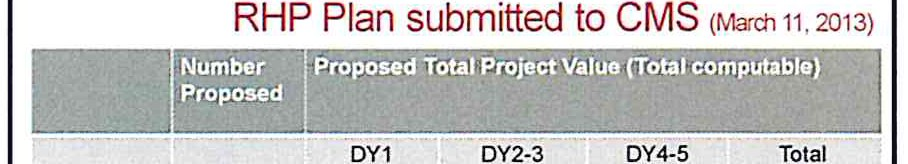 RHP Plan submitted to CMS (March 11, 2013)
Number Proposed Total Project Value (Total computable)
Proposed
DY1 DY2-3 DY4-5 Total